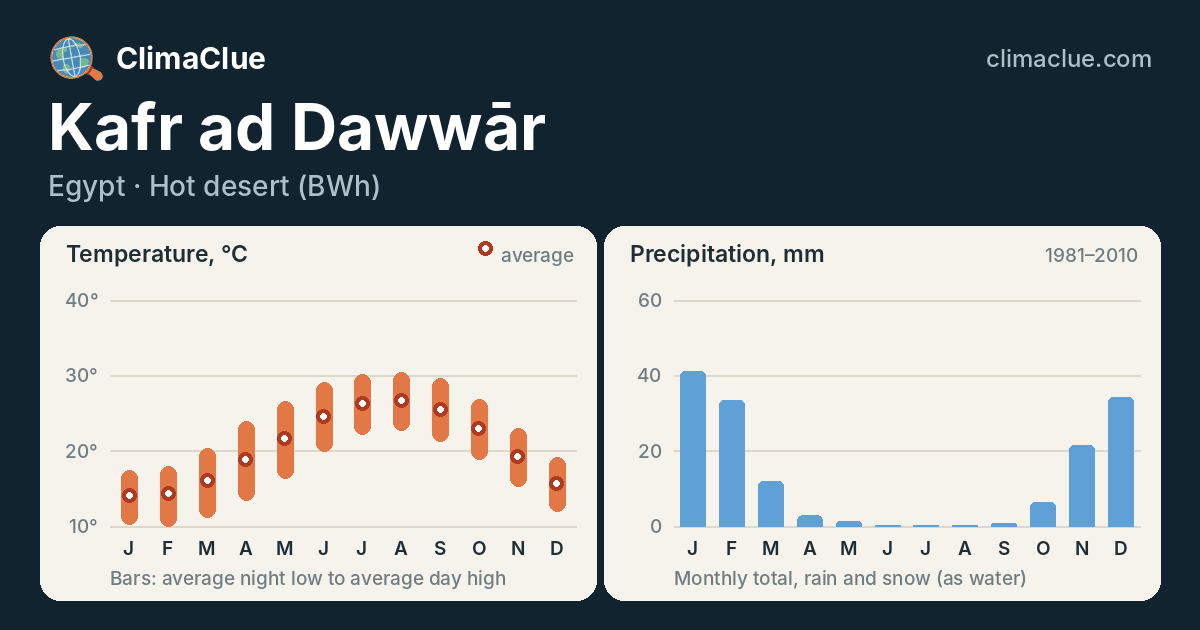 ClimaClue
climaclue.com
Kafr ad Dawwār
Egypt · Hot desert (BWh)
Temperature, °C
average
40°
30°
20°
10°
J F M A M J J A S O N D
Bars: average night low to average day high
Precipitation, mm
1981–2010
60
40
20
0
J F M A M J J A S O N D
Monthly total, rain and snow (as water)